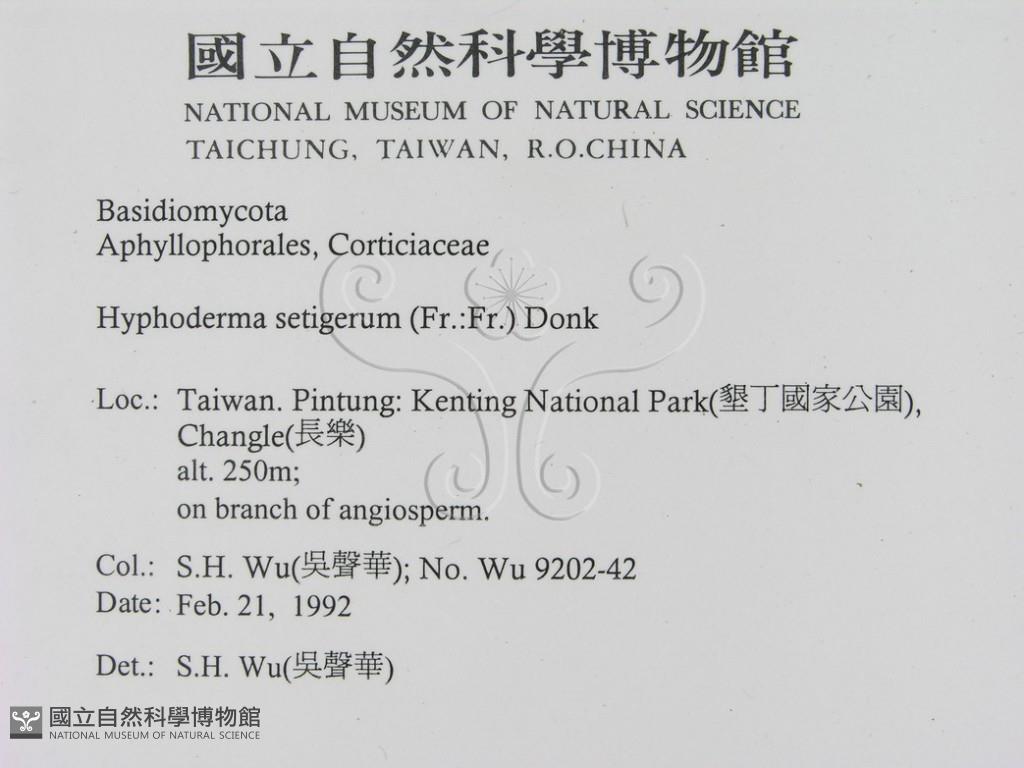 國立自然科學博物館
NATIONAL MUSEUM OF NATURAL SCIENCE
TAICHUNG, TAIWAN, R.O.CHINA
Basidiomycota
Aphyllophorales, Corticiaceae
Hyphoderma setigerum (Fr.:Fr.) Donk
Loc.: Taiwan. Pintung: Kenting National Park(墾丁國家公園),
Changle(長樂)
alt. 250m;
on branch of angiosperm.
Col.: S.H. Wu(吳聲華); No. Wu 9202-42
Date: Feb. 21, 1992
Det.: S.H. Wu(吳聲華)
國立自然科學博物館
NATIONAL MUSEUM OF NATURAL SCIENCE